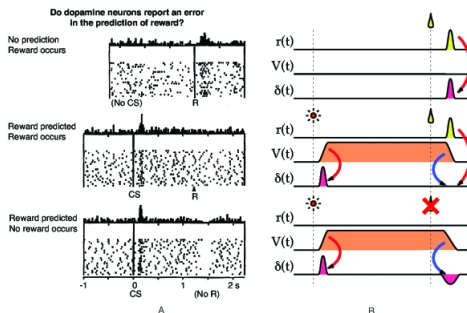 Do dopamine neurons report an error
in the prediction of reward?
No prediction
Reward occurs
(No CS)
R
Reward predicted
Reward occurs
CS
R
Reward predicted
No reward occurs
-1
0
1
2 s
CS
(No R)
A
r(t)
V(t)
δ(t)
r(t)
V(t)
δ(t)
r(t)
V(t)
δ(t)
B